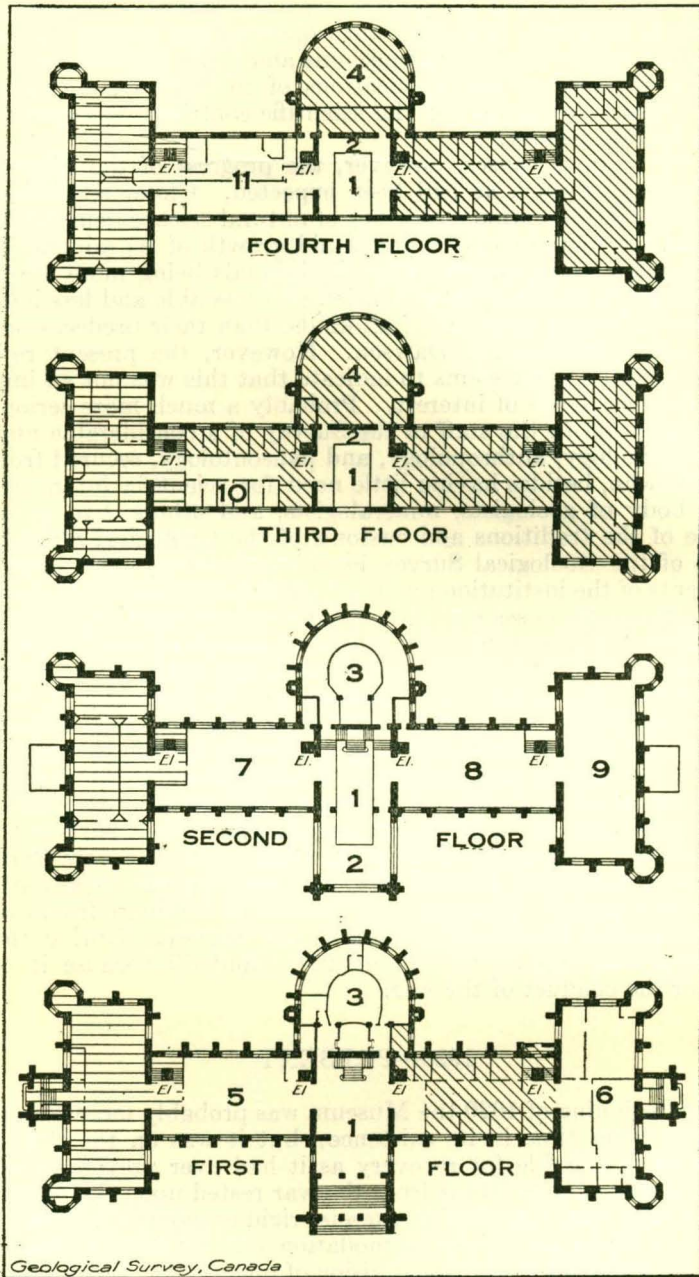 4
2
El.
El.
El.
El.
11
1
FOURTH FLOOR
4
2
El.
El.
El.
El.
10
THIRD FLOOR
3
El.
El.
El.
El.
7
1
8
9
SECOND FLOOR
2
3
El.
El.
El.
El.
5
1
6
FIRST FLOOR
Geological Survey, Canada